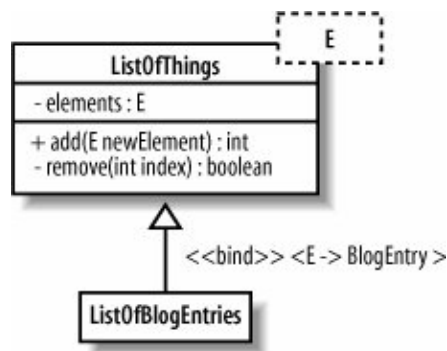 E
ListOfThings
- elements : E
+ add(E newElement) : int
- remove(int index) : boolean
<<bind>> <E -> BlogEntry >
ListOfBlogEntries